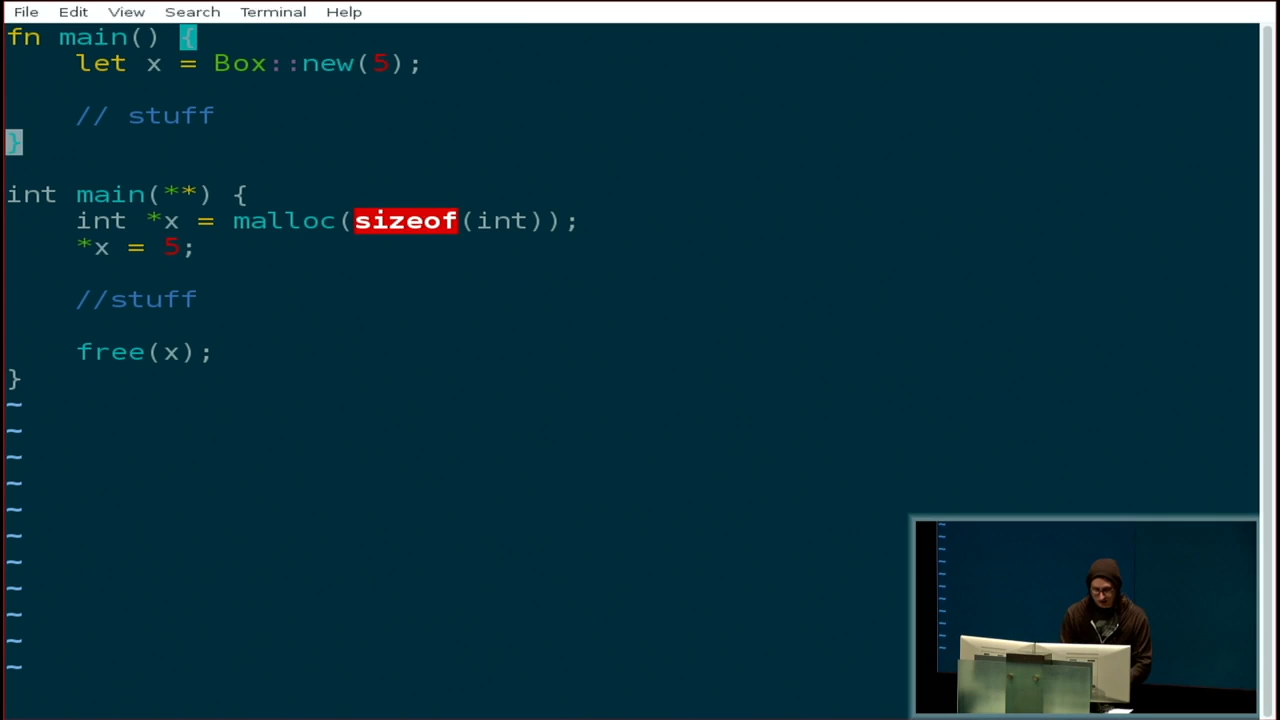 File Edit View Search Terminal Help
fn main() {
    let x = Box::new(5);
    // stuff
}
int main(**) {
    int *x = malloc(sizeof(int));
    *x = 5;
    //stuff
    free(x);
}
~
~
~
~
~
~
~
~
~
~
~